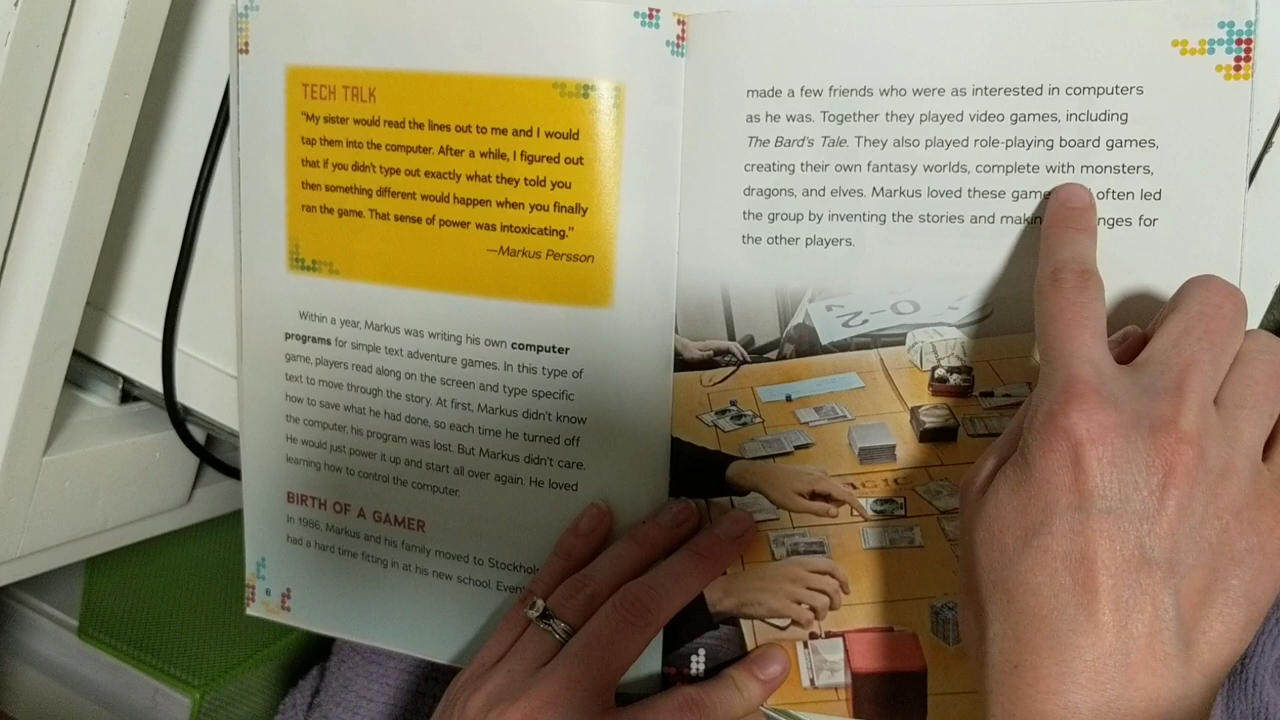 TECH TALK
"My sister would read the lines out to me and I would
tap them into the computer. After a while, I figured out
that if you didn't type out exactly what they told you
then something different would happen when you finally
ran the game. That sense of power was intoxicating."
—Markus Persson
Within a year, Markus was writing his own computer
programs for simple text adventure games. In this type of
game, players read along on the screen and type specific
text to move through the story. At first, Markus didn't know
how to save what he had done, so each time he turned off
the computer, his program was lost. But Markus didn't care.
He would just power it up and start all over again. He loved
learning how to control the computer.
BIRTH OF A GAMER
In 1986, Markus and his family moved to
had a hard time fitting in at his new school.
8
made a few friends who were as interested in computers
as he was. Together they played video games, including
The Bard's Tale. They also played role-playing board games,
creating their own fantasy worlds, complete with monsters,
dragons, and elves. Markus loved these often led
the group by inventing the stories and for
the other players.